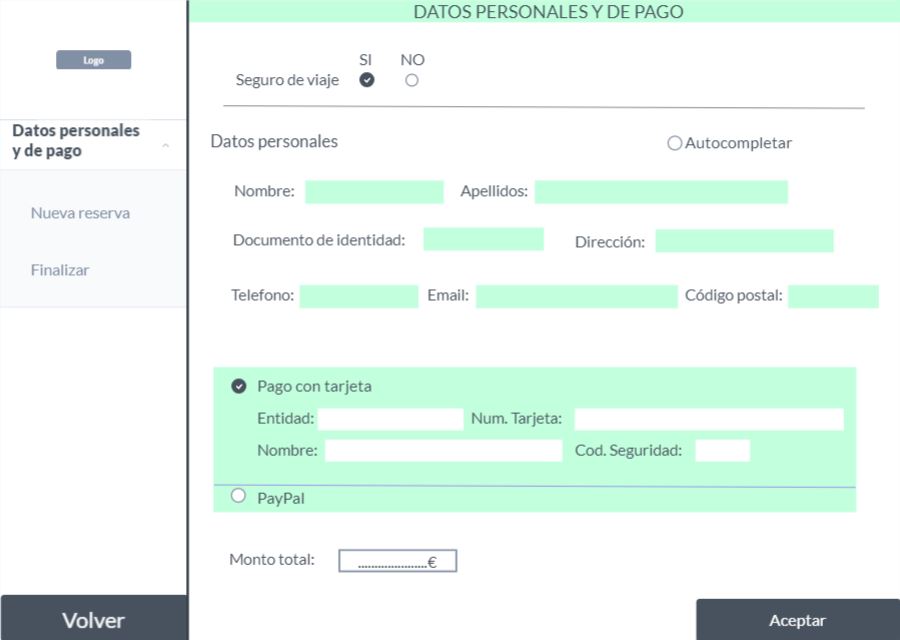 DATOS PERSONALES Y DE PAGO
Logo
SI NO
Seguro de viaje
Datos personales
y de pago
Nueva reserva
Finalizar
Datos personales
Autocompletar
Nombre: Apellidos:
Documento de identidad: Dirección:
Telefono: Email: Código postal:
Pago con tarjeta
Entidad: Num. Tarjeta:
Nombre: Cod. Seguridad:
PayPal
Monto total: .....................€
Volver
Aceptar